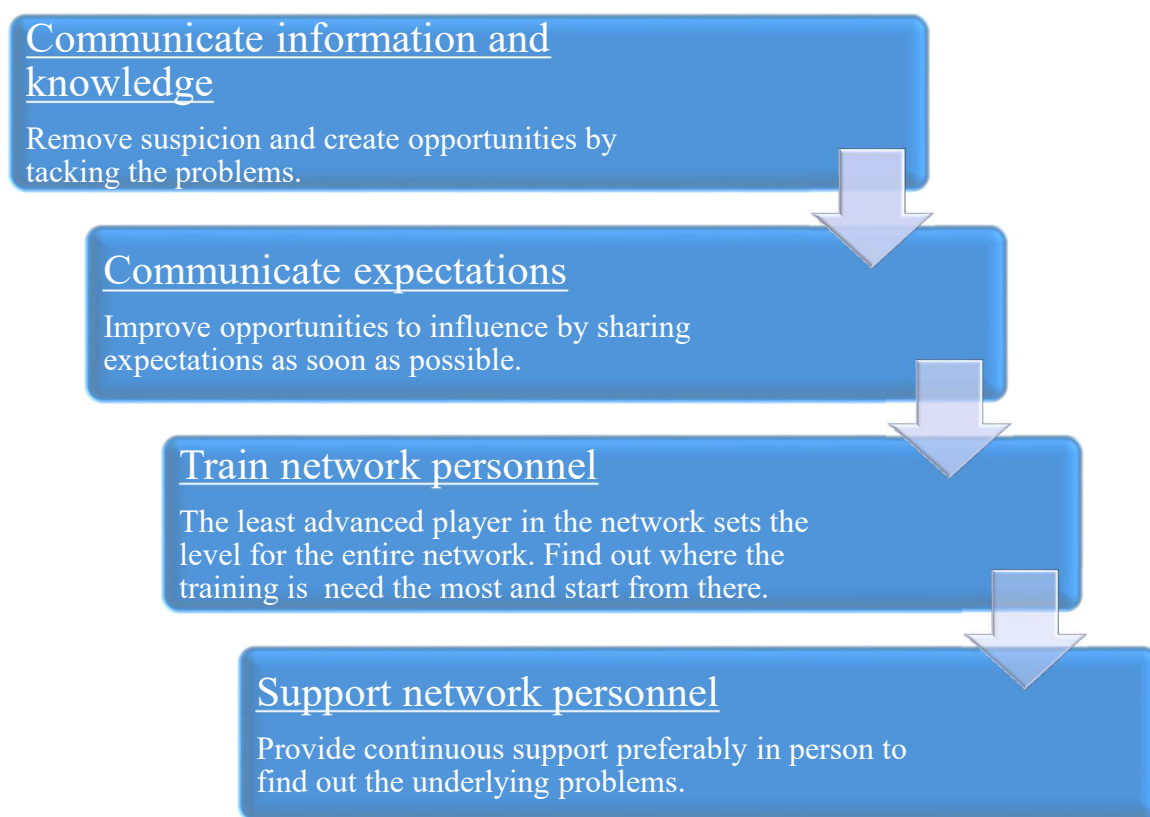 Communicate information and
knowledge
Remove suspicion and create opportunities by
tacking the problems.
Communicate expectations
Improve opportunities to influence by sharing
expectations as soon as possible.
Train network personnel
The least advanced player in the network sets the
level for the entire network. Find out where the
training is  need the most and start from there.
Support network personnel
Provide continuous support preferably in person to
find out the underlying problems.